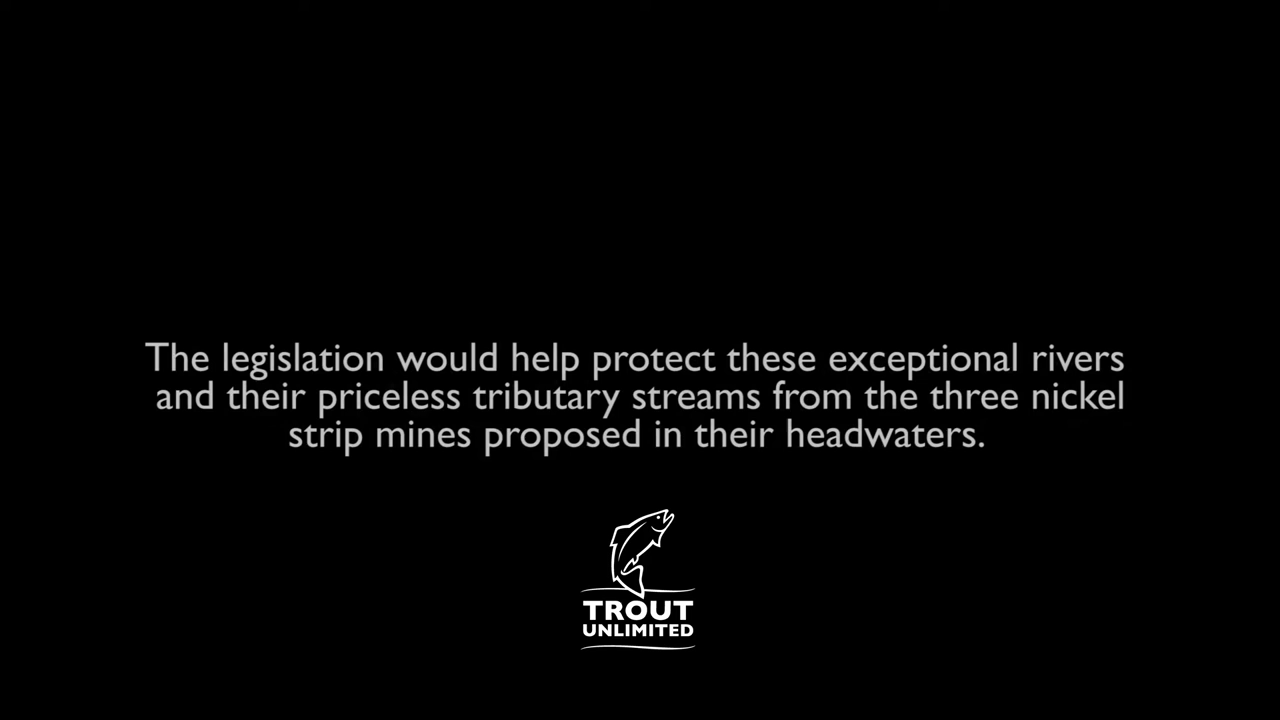 The legislation would help protect these exceptional rivers
and their priceless tributary streams from the three nickel
strip mines proposed in their headwaters.
TROUT
UNLIMITED